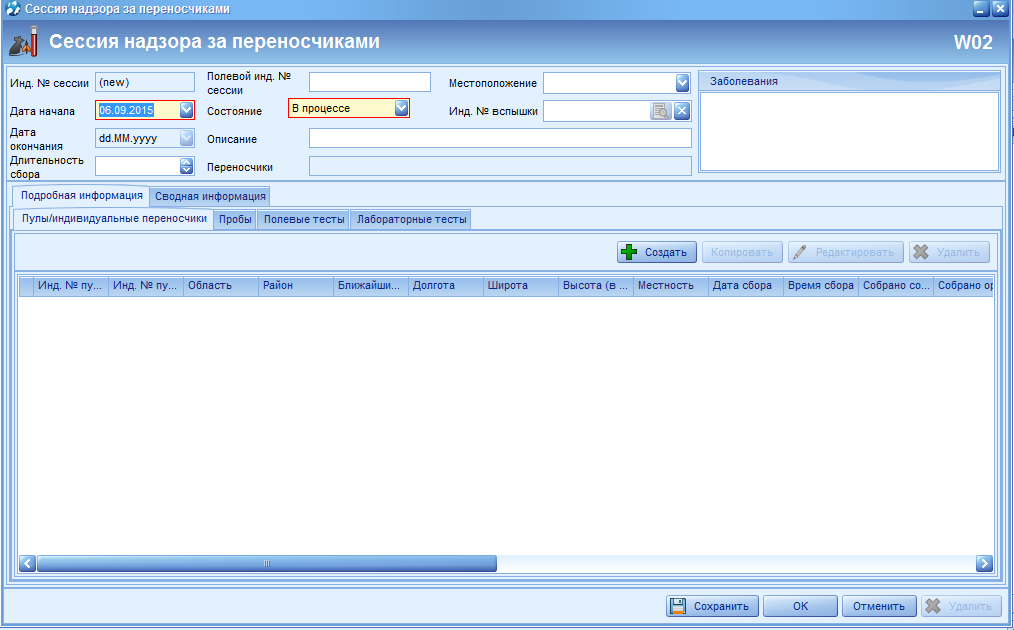 Сессия надзора за переносчиками
Сессия надзора за переносчиками
W02
Инд. № сессии (new) Полевой инд. № сессии Местоположение Заболевания
Дата начала 06.09.2015 Состояние В процессе Инд. № вспышки
Дата окончания dd.MM.yyyy Описание
Длительность сбора Переносчики
Подробная информация Сводная информация
Пулы/индивидуальные переносчики Пробы Полевые тесты Лабораторные тесты
Создать Копировать Редактировать Удалить
Инд. № пу... Инд. № пу... Область Район Ближайши... Долгота Широта Высота (в ... Местность Дата сбора Время сбора Собрано со... Собрано ор
Сохранить OK Отменить Удалить